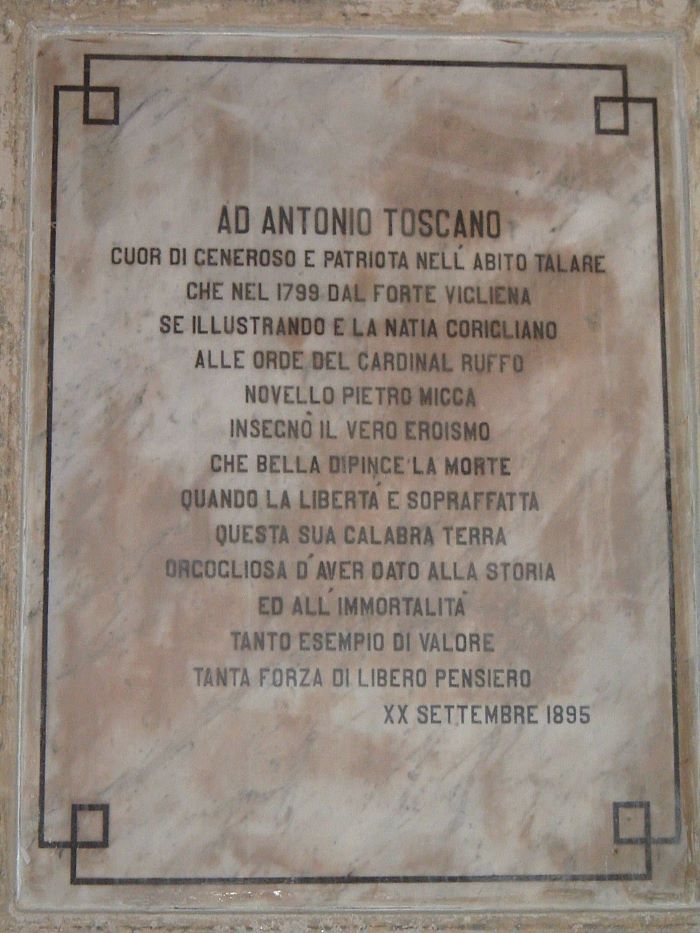 AD ANTONIO TOSCANO
CUOR DI GENEROSO E PATRIOTA NELL'ABITO TALARE
CHE NEL 1799 DAL FORTE VIGLIENA
SE ILLUSTRANDO E LA NATIA CORIGLIANO
ALLE ORDE DEL CARDINAL RUFFO
NOVELLO PIETRO MICCA
INSEGNÒ IL VERO EROISMO
CHE BELLA DIPINGE LA MORTE
QUANDO LA LIBERTÀ E SOPRAFFATTA
QUESTA SUA CALABRA TERRA
ORGOGLIOSA D'AVER DATO ALLA STORIA
ED ALL'IMMORTALITÀ
TANTO ESEMPIO DI VALORE
TANTA FORZA DI LIBERO PENSIERO
XX SETTEMBRE 1895